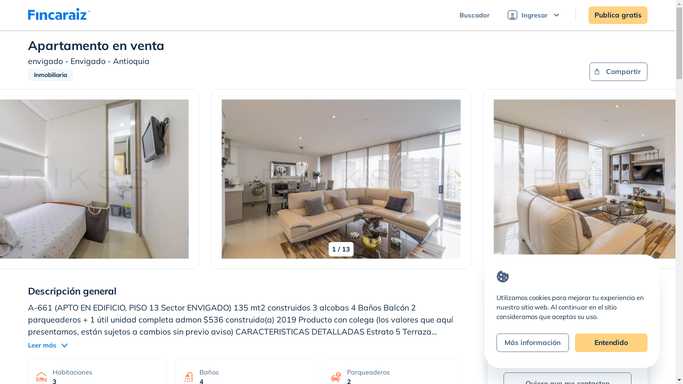 Fincaraiz
Buscador
Ingresar
Publica gratis
Apartamento en venta
envigado - Envigado - Antioquia
Inmobiliaria
Compartir
BRIKSS
1 / 13
Descripción general
A-661 (APTO EN EDIFICIO, PISO 13 Sector ENVIGADO) 135 mt2 construidos 3 alcobas 4 Baños Balcón 2
parqueaderos + 1 útil unidad completa admon $536 construido(a) 2019 Producto con colega (los valores que aquí
presentamos, están sujetos a cambios sin previo aviso) CARACTERISTICAS DETALLADAS Estrato 5 Terraza...
Leer más
Habitaciones
3
Baños
4
Parqueaderos
2
Utilizamos cookies para mejorar tu experiencia en
nuestro sitio web. Al continuar en el sitio
consideramos que aceptas su uso.
Más información
Entendido
Quiero que me contacten